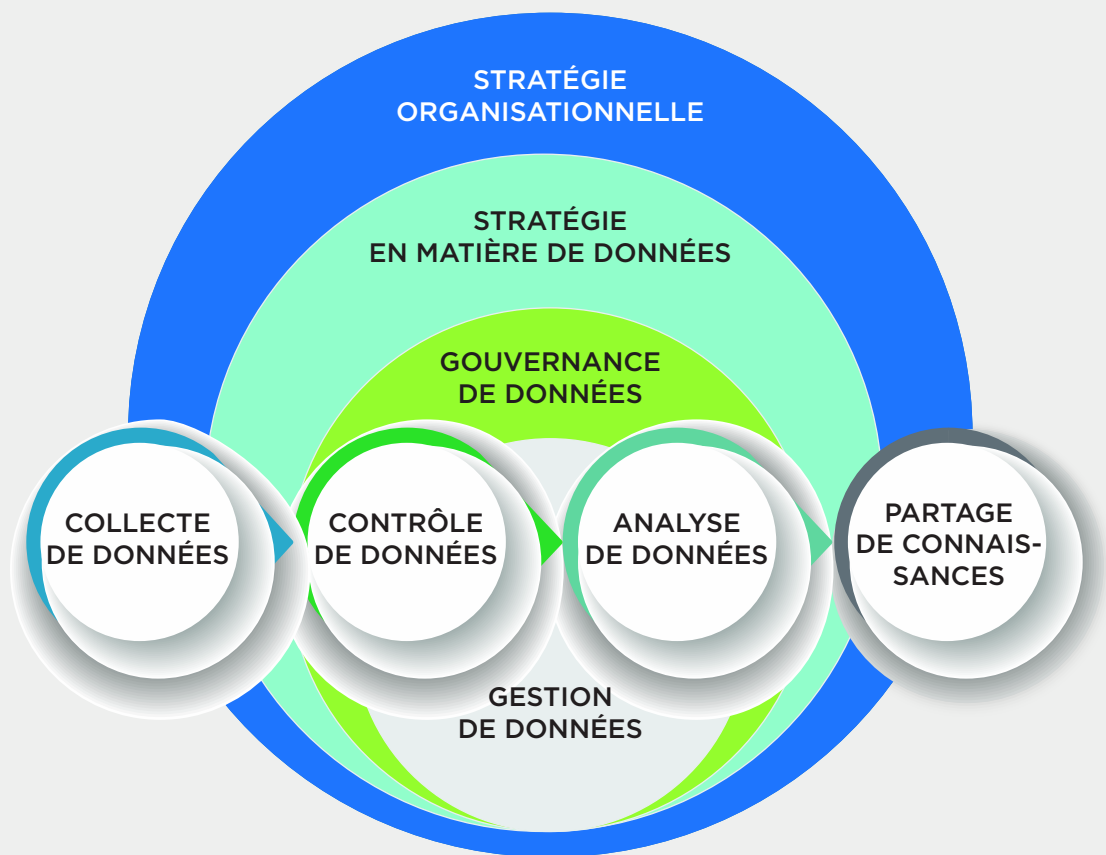 STRATÉGIE
ORGANISATIONNELLE
STRATÉGIE
EN MATIÈRE DE DONNÉES
GOUVERNANCE
DE DONNÉES
COLLECTE
DE DONNÉES
CONTRÔLE
DE DONNÉES
ANALYSE
DE DONNÉES
PARTAGE
DE CONNAIS-
SANCES
GESTION
DE DONNÉES